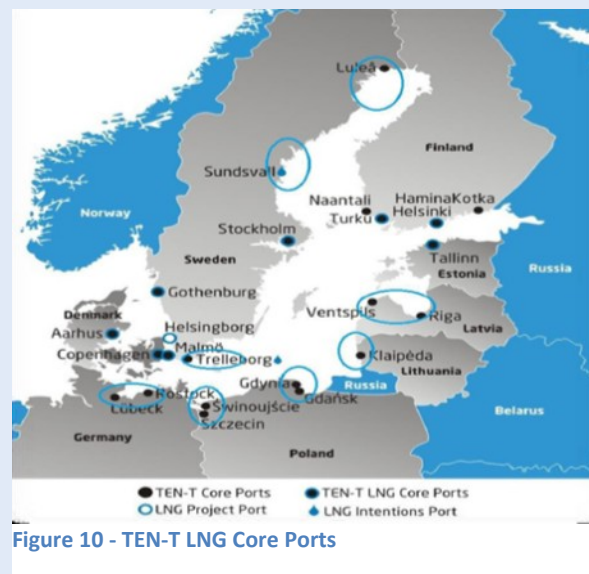 Luleå
Finland
Sundsvall
Naantali
HaminaKotka
Turku
Helsinki
Norway
Stockholm
Sweden
Tallinn
Estonia
Russia
Gothenburg
Ventspils
Riga
Denmark
Helsingborg
Latvia
Aarhus
Malmö
Copenhagen
Trelleborg
Klaipėda
Lithuania
Gdynia
Russia
Gdańsk
Rostock
Lübeck
Świnoujście
Szczecin
Belarus
Germany
Poland
TEN-T Core Ports TEN-T LNG Core Ports
LNG Project Port LNG Intentions Port
Figure 10 - TEN-T LNG Core Ports